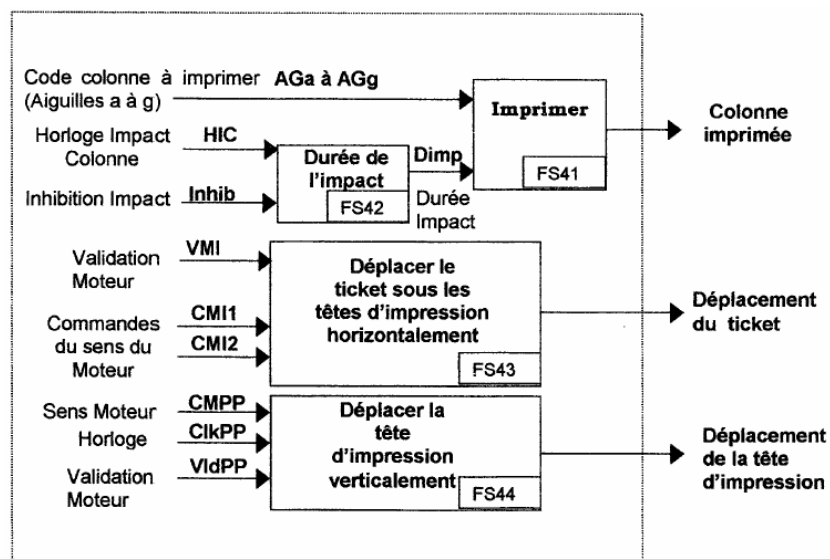 Code colonne à imprimer AGa à AGg
(Aiguilles a à g)
Imprimer
FS41
Colonne
imprimée
Horloge Impact
Colonne
HIC
Inhibition Impact
Inhib
Durée de
l'impact
FS42
Dimp
Durée
Impact
Validation
Moteur
VMI
Commandes
du sens du
Moteur
CMI1
CMI2
Déplacer le
ticket sous les
têtes d'impression
horizontalement
FS43
Déplacement
du ticket
Sens Moteur
CMPP
Horloge
ClkPP
Validation
Moteur
VldPP
Déplacer la
tête
d'impression
verticalement
FS44
Déplacement
de la tête
d'impression